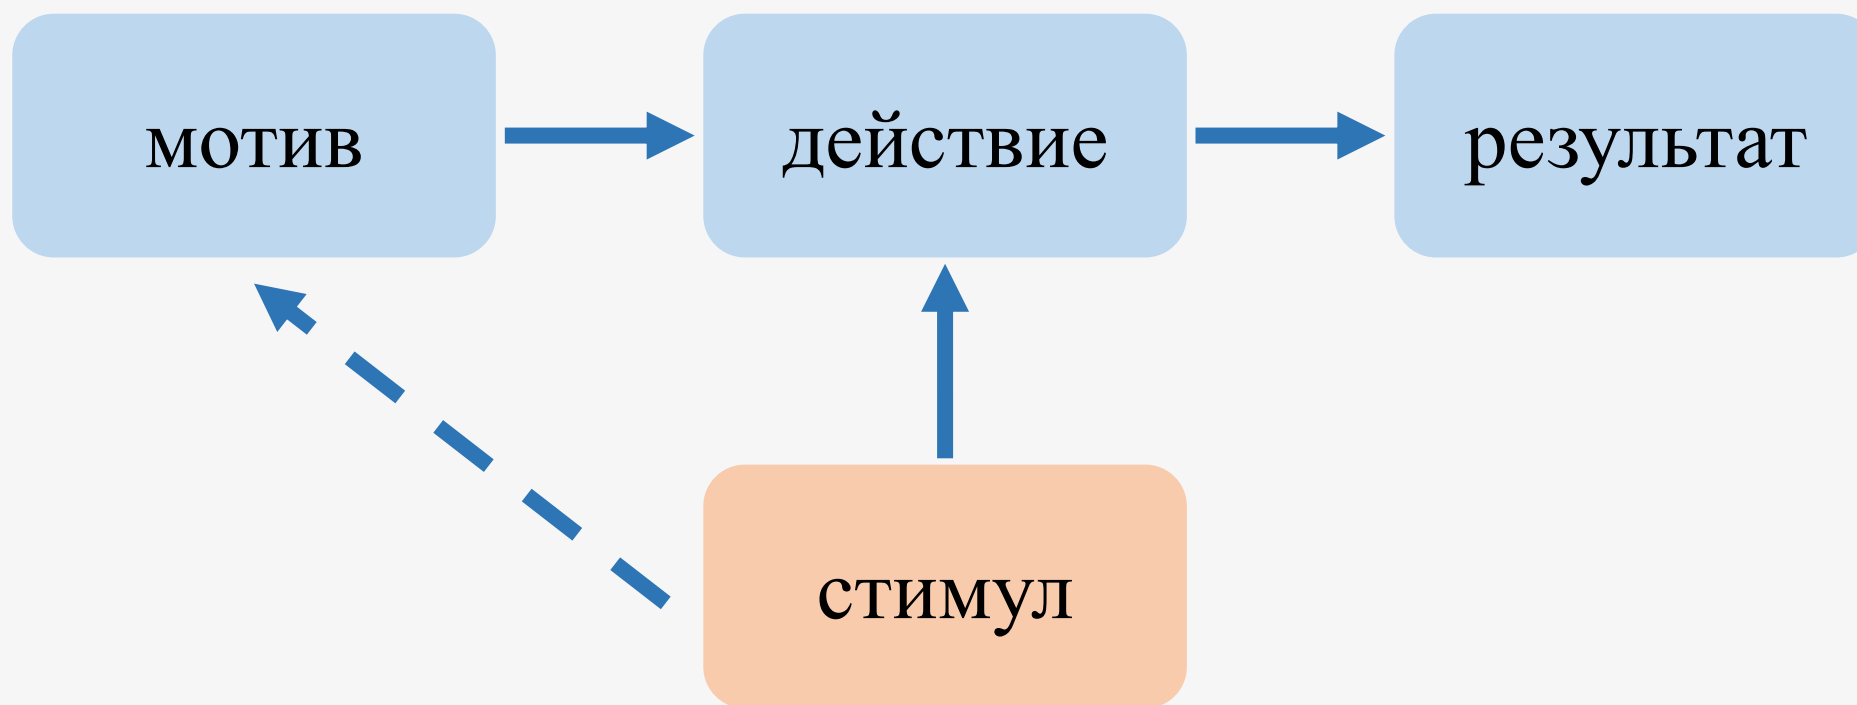 мотив
действие
результат
стимул